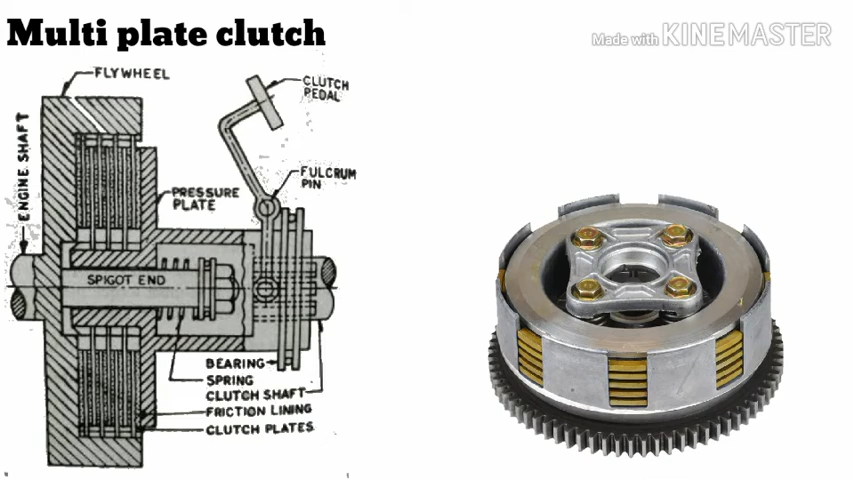 Multi plate clutch
Made with KINEMASTER
FLYWHEEL
CLUTCH
PEDAL
ENGINE SHAFT
FULCRUM
PIN
PRESSURE
PLATE
SPIGOT END
BEARING
SPRING
CLUTCH SHAFT
FRICTION LINING
CLUTCH PLATES